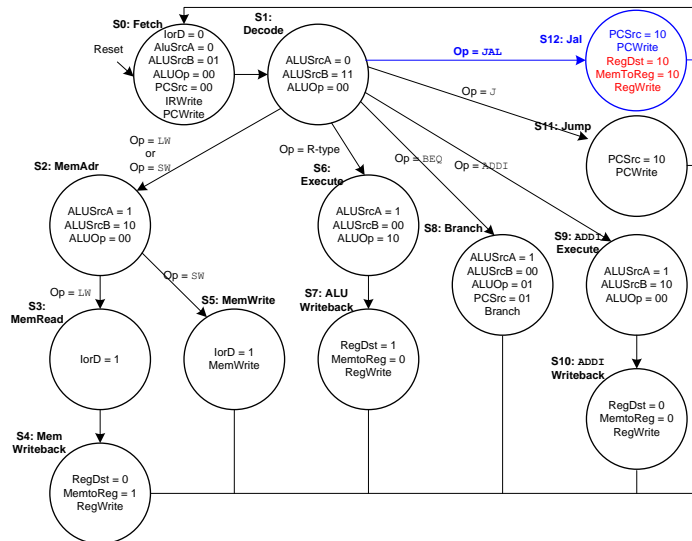 S0: Fetch
Reset
IorD = 0
AluSrcA = 0
ALUSrcB = 01
ALUOp = 00
PCSrc = 00
IRWrite
PCWrite
S1:
Decode
ALUSrcA = 0
ALUSrcB = 11
ALUOp = 00
Op = JAL
S12: Jal
PCSrc = 10
PCWrite
RegDst = 10
MemToReg = 10
RegWrite
Op = J
S11: Jump
PCSrc = 10
PCWrite
Op = LW
or
Op = SW
S2: MemAdr
ALUSrcA = 1
ALUSrcB = 10
ALUOp = 00
Op = R-type
S6:
Execute
ALUSrcA = 1
ALUSrcB = 00
ALUOp = 10
Op = BEQ
S8: Branch
ALUSrcA = 1
ALUSrcB = 00
ALUOp = 01
PCSrc = 01
Branch
Op = ADDI
S9: ADDI
Execute
ALUSrcA = 1
ALUSrcB = 10
ALUOp = 00
Op = LW
S3:
MemRead
IorD = 1
Op = SW
S5: MemWrite
IorD = 1
MemWrite
S7: ALU
Writeback
RegDst = 1
MemtoReg = 0
RegWrite
S10: ADDI
Writeback
RegDst = 0
MemtoReg = 0
RegWrite
S4: Mem
Writeback
RegDst = 0
MemtoReg = 1
RegWrite